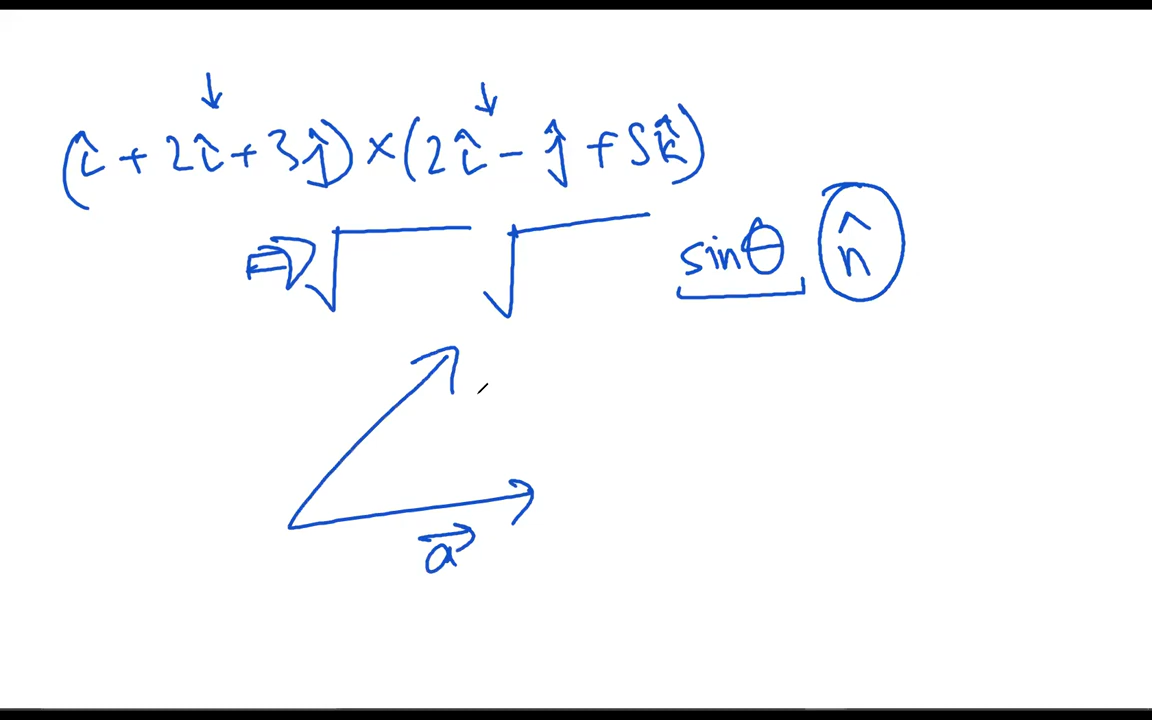 (î + 2î + 3ĵ) × (2î - ĵ + 5k̂)
⇒ √ √ sinθ n̂
a⃗